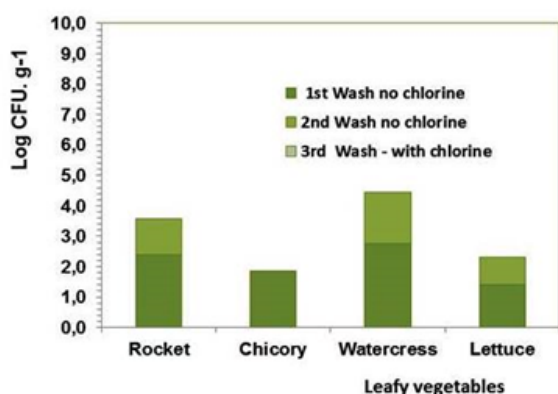 Log CFU. g-1
10,0
9,0
8,0
7,0
6,0
5,0
4,0
3,0
2,0
1,0
0,0
1st Wash no chlorine
2nd Wash no chlorine
3rd Wash - with chlorine
Rocket Chicory Watercress Lettuce
Leafy vegetables